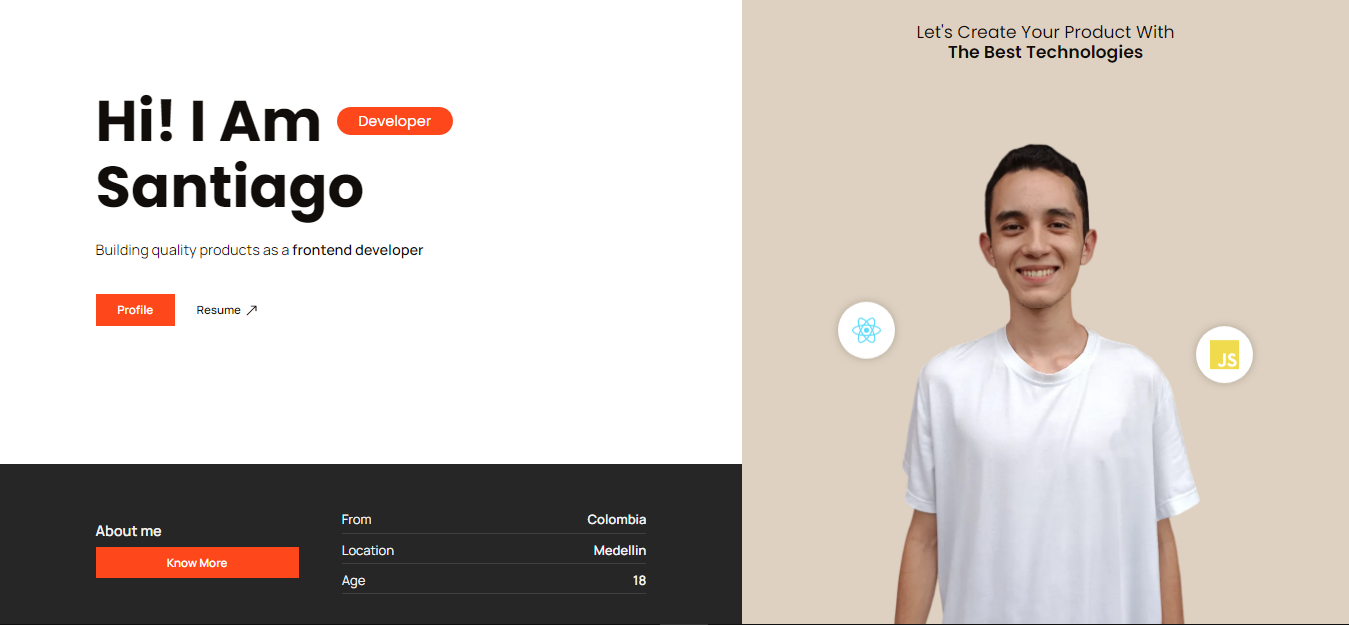 Hi! I Am
Developer
Santiago
Building quality products as a frontend developer
Profile
Resume
About me
Know More
From Colombia
Location Medellin
Age 18
Let's Create Your Product With
The Best Technologies
JS